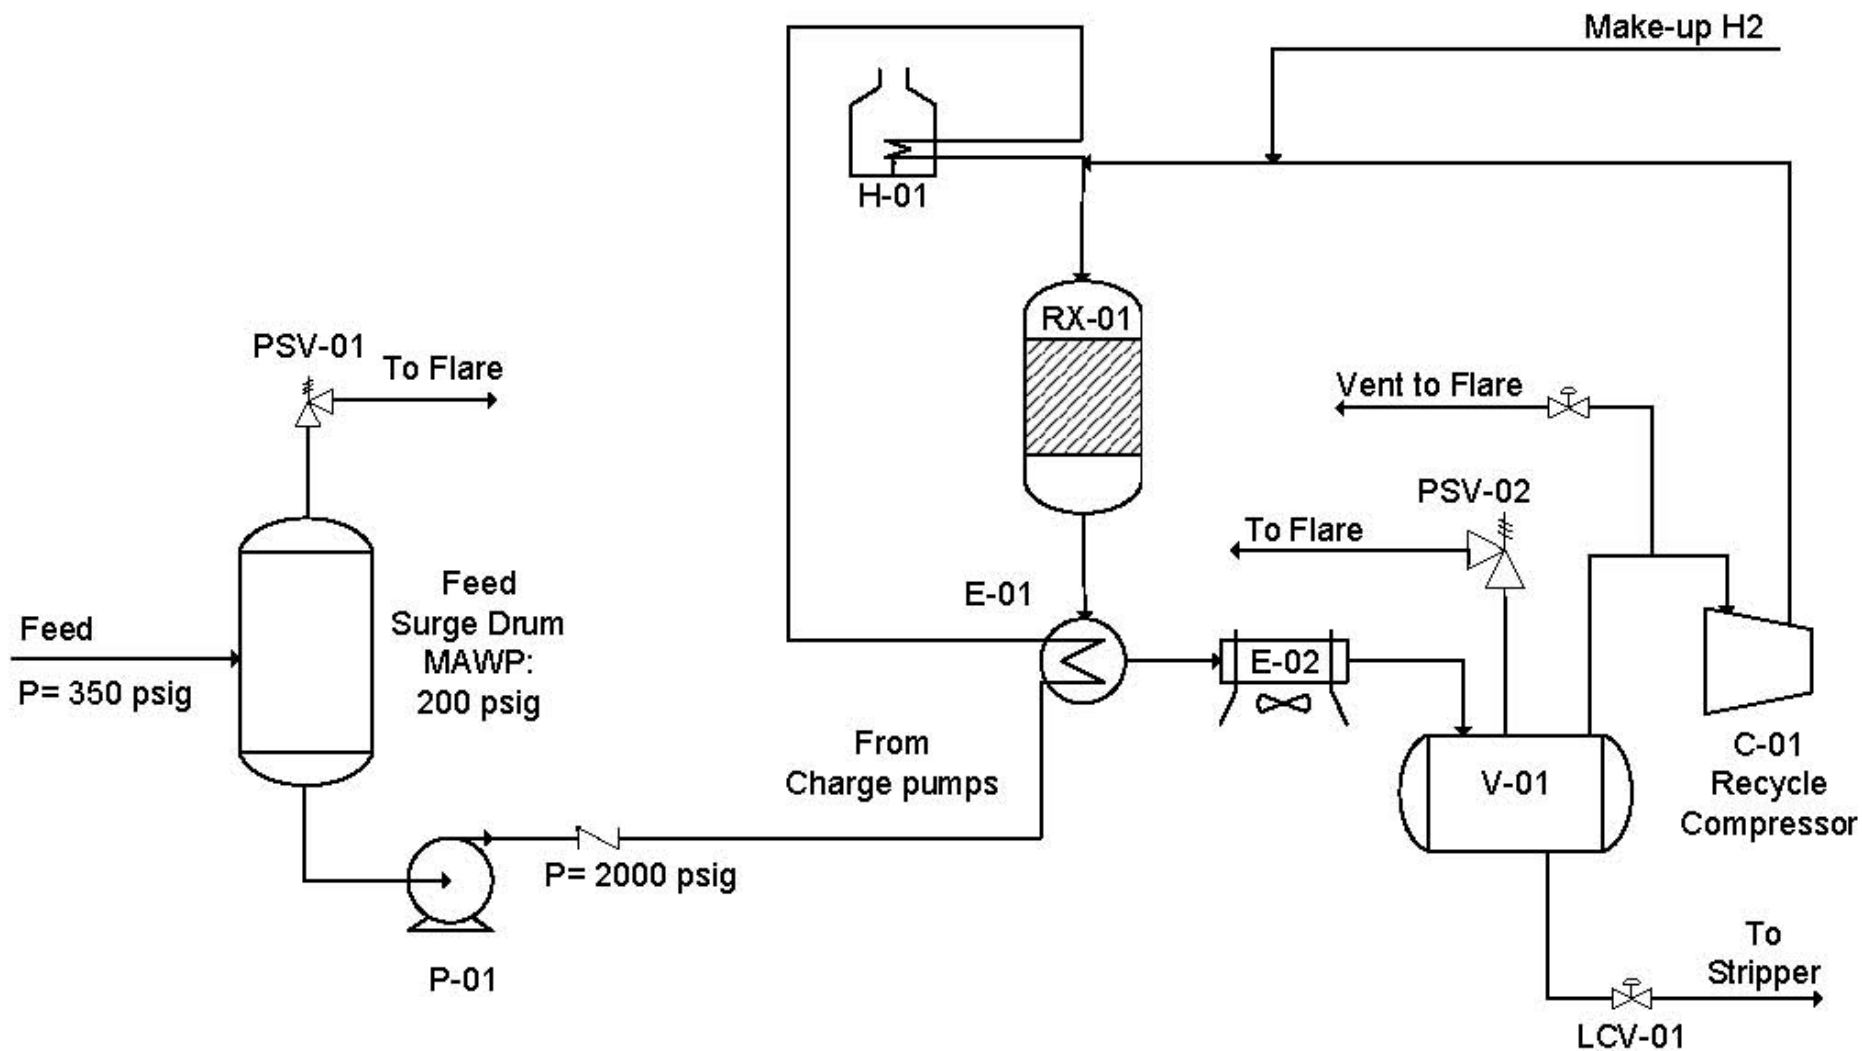 Make-up H2
H-01
RX-01
PSV-01
To Flare
Vent to Flare
PSV-02
To Flare
Feed
P= 350 psig
Feed
Surge Drum
MAWP:
200 psig
E-01
E-02
From
Charge pumps
V-01
C-01
Recycle
Compressor
P= 2000 psig
P-01
To
Stripper
LCV-01